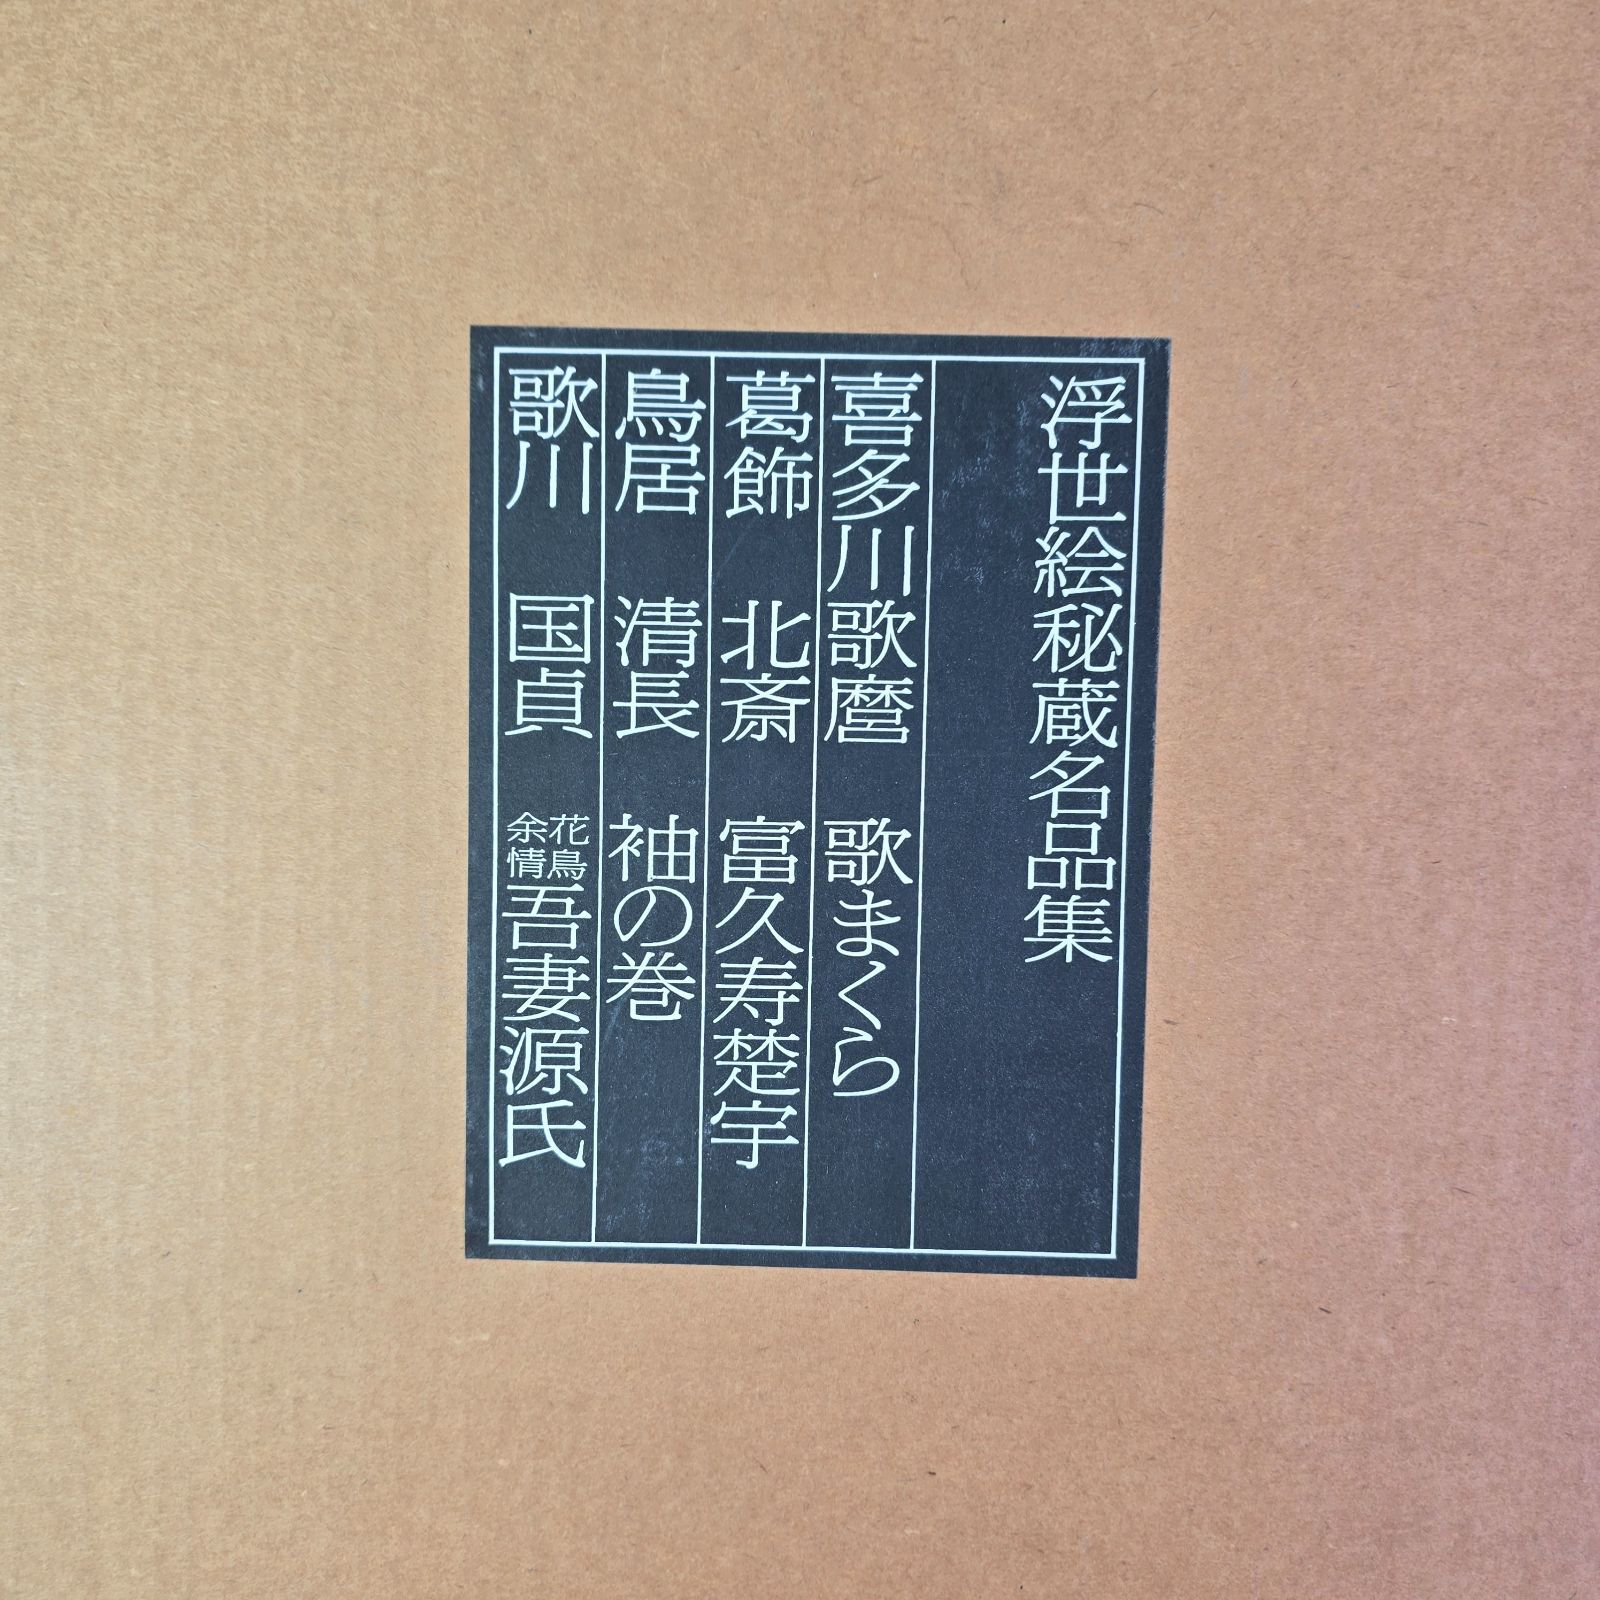 浮世絵秘蔵名品集
喜多川歌麿 歌まくら
葛飾 北斎 富久寿楚宇
鳥居 清長 袖の巻
歌川 国貞 花鳥余情 吾妻源氏